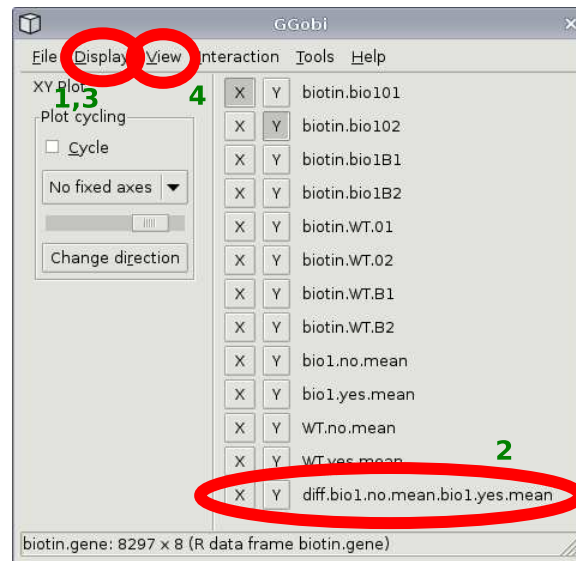 GGobi
File Display View Interaction Tools Help
1,3
4
XY Plot
Plot cycling
Cycle
No fixed axes
Change direction
X Y biotin.bio101
X Y biotin.bio102
X Y biotin.bio1B1
X Y biotin.bio1B2
X Y biotin.WT.01
X Y biotin.WT.02
X Y biotin.WT.B1
X Y biotin.WT.B2
X Y bio1.no.mean
X Y bio1.yes.mean
X Y WT.no.mean
X Y WT.yes.mean
2
X Y diff.bio1.no.mean.bio1.yes.mean
biotin.gene: 8297 x 8 (R data frame biotin.gene)